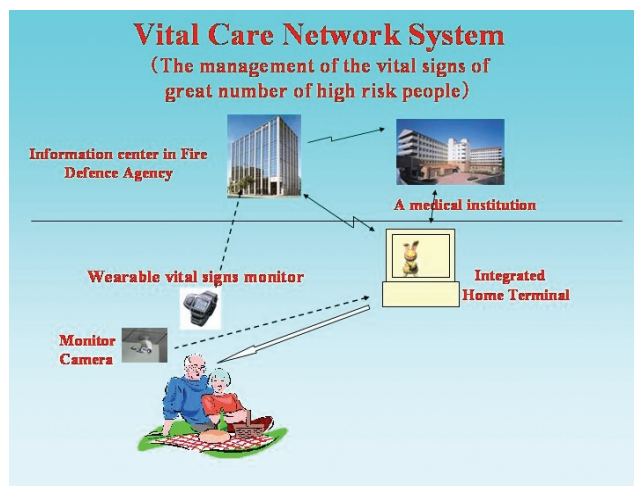 Vital Care Network System
(The management of the vital signs of
great number of high risk people)
Information center in Fire
Defence Agency
A medical institution
Wearable vital signs monitor
Integrated
Home Terminal
Monitor
Camera